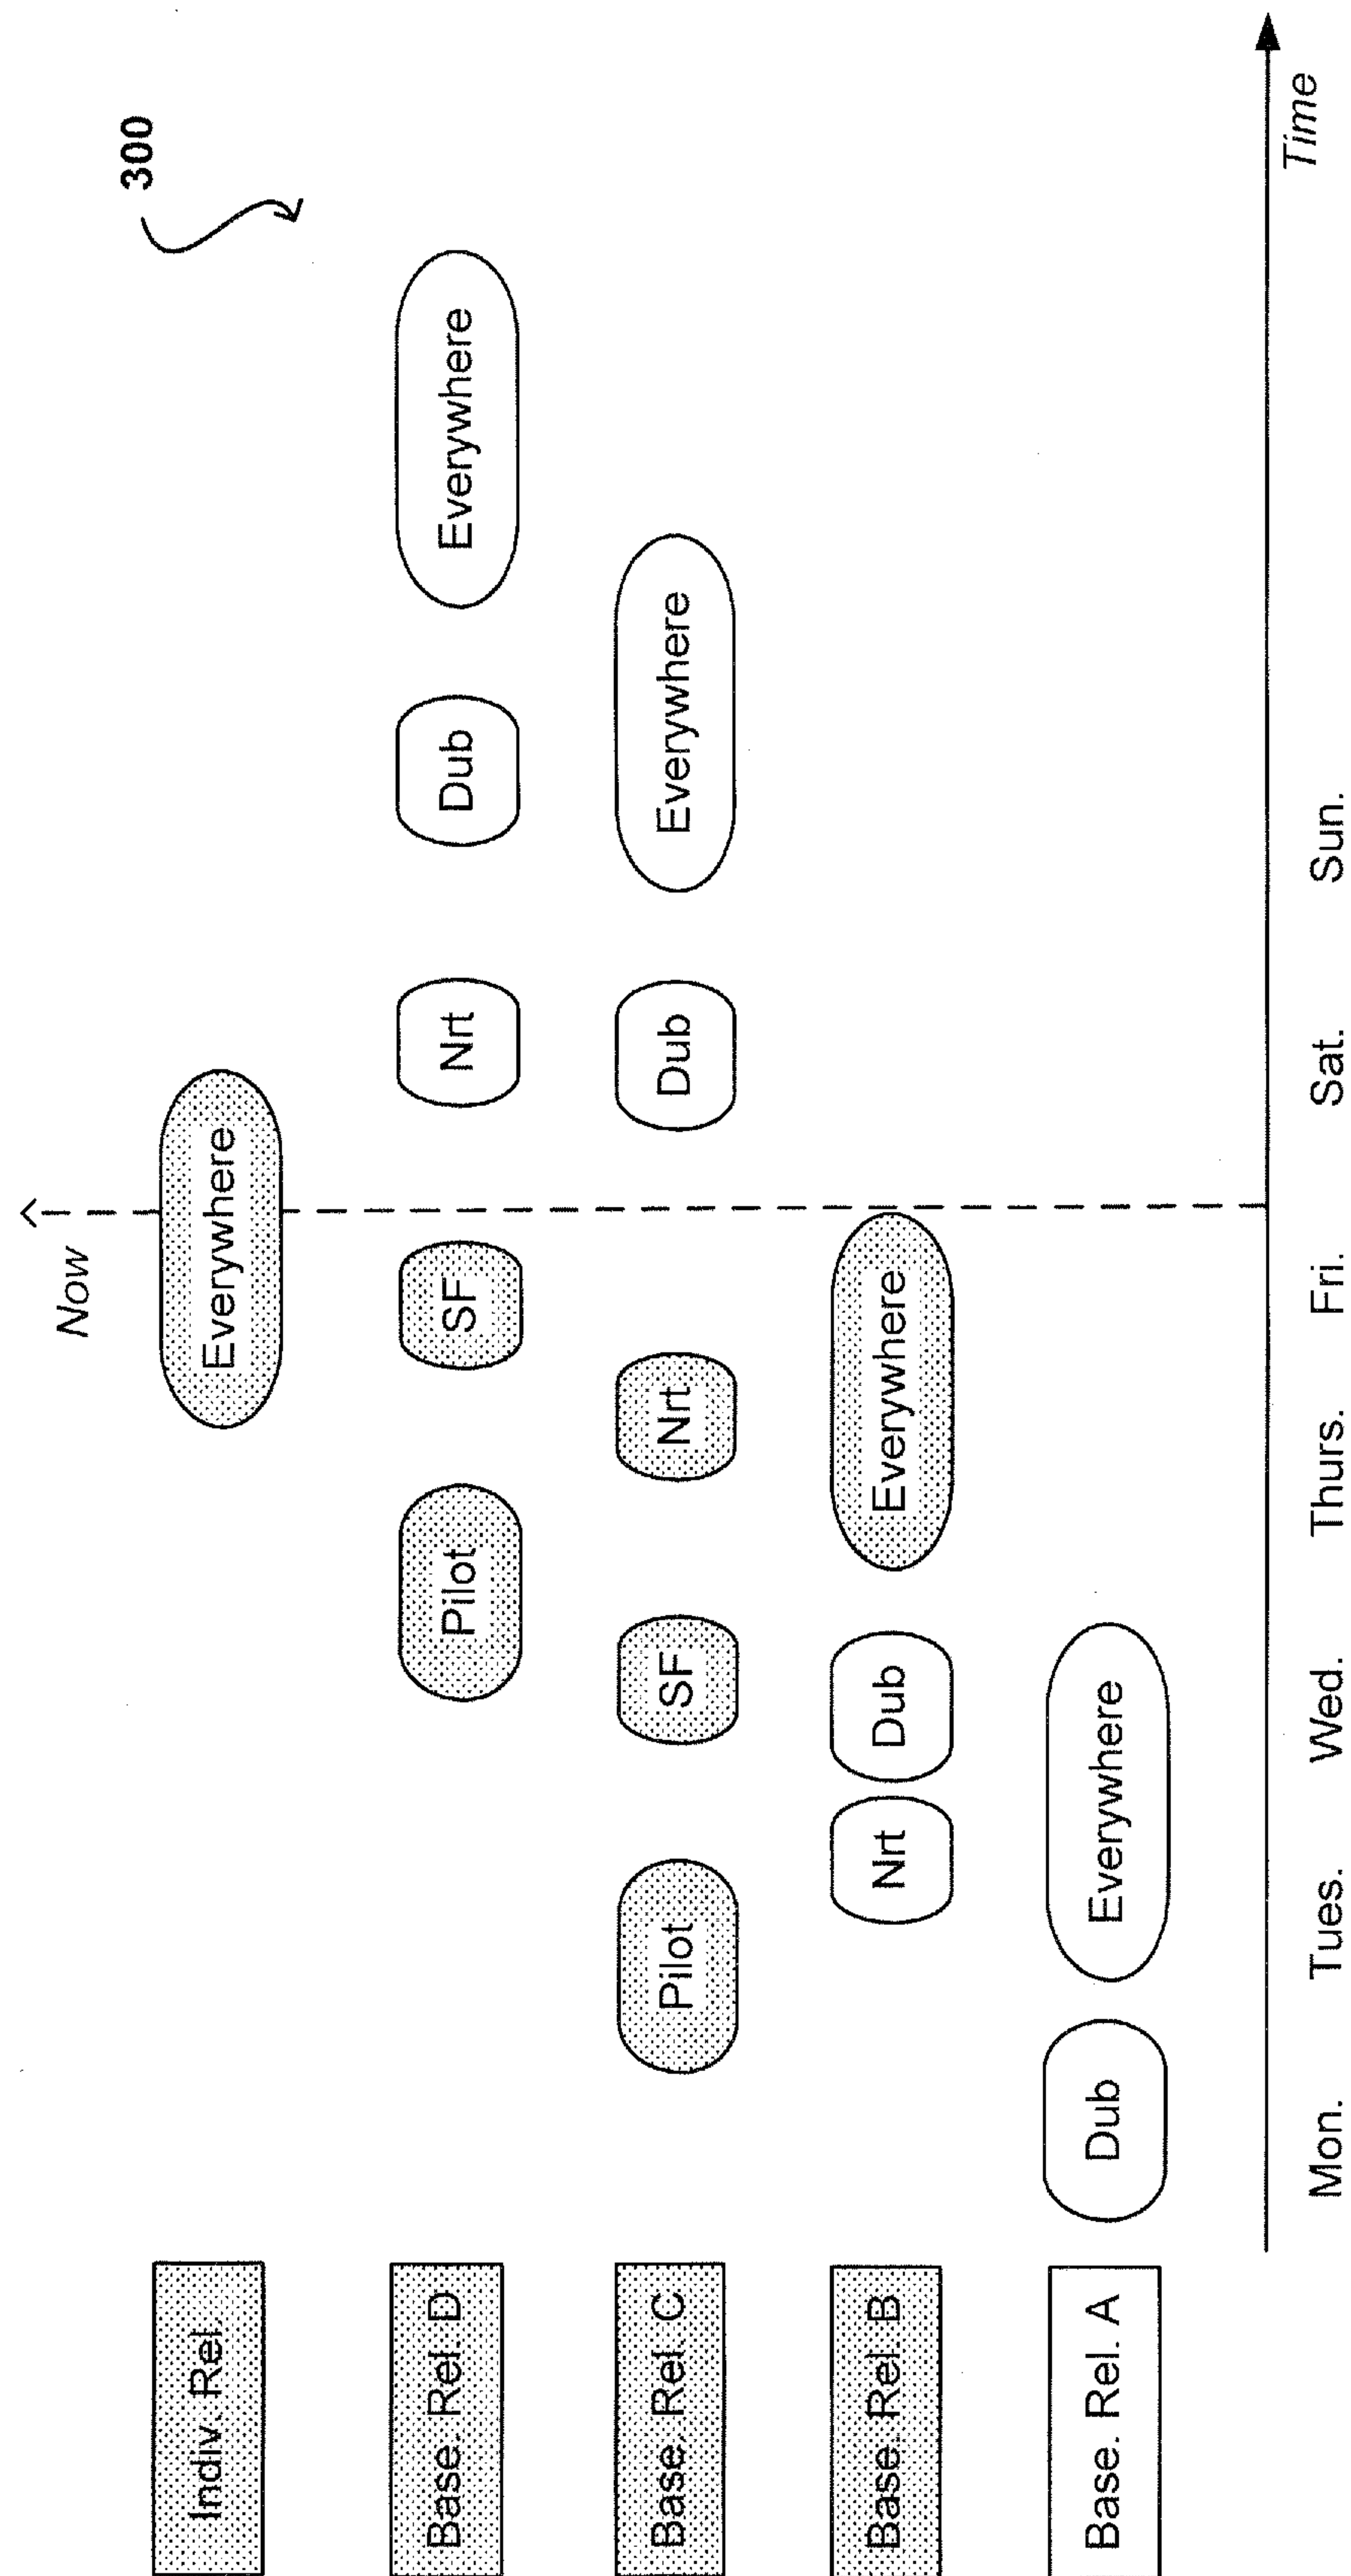 300
Now
Indiv. Rel.
Everywhere
Base. Rel. D
Pilot
SF
Nrt
Dub
Everywhere
Base. Rel. C
Pilot
SF
Nrt
Dub
Everywhere
Base. Rel. B
Nrt
Dub
Everywhere
Base. Rel. A
Dub
Everywhere
Time
Mon. Tues. Wed. Thurs. Fri. Sat. Sun.